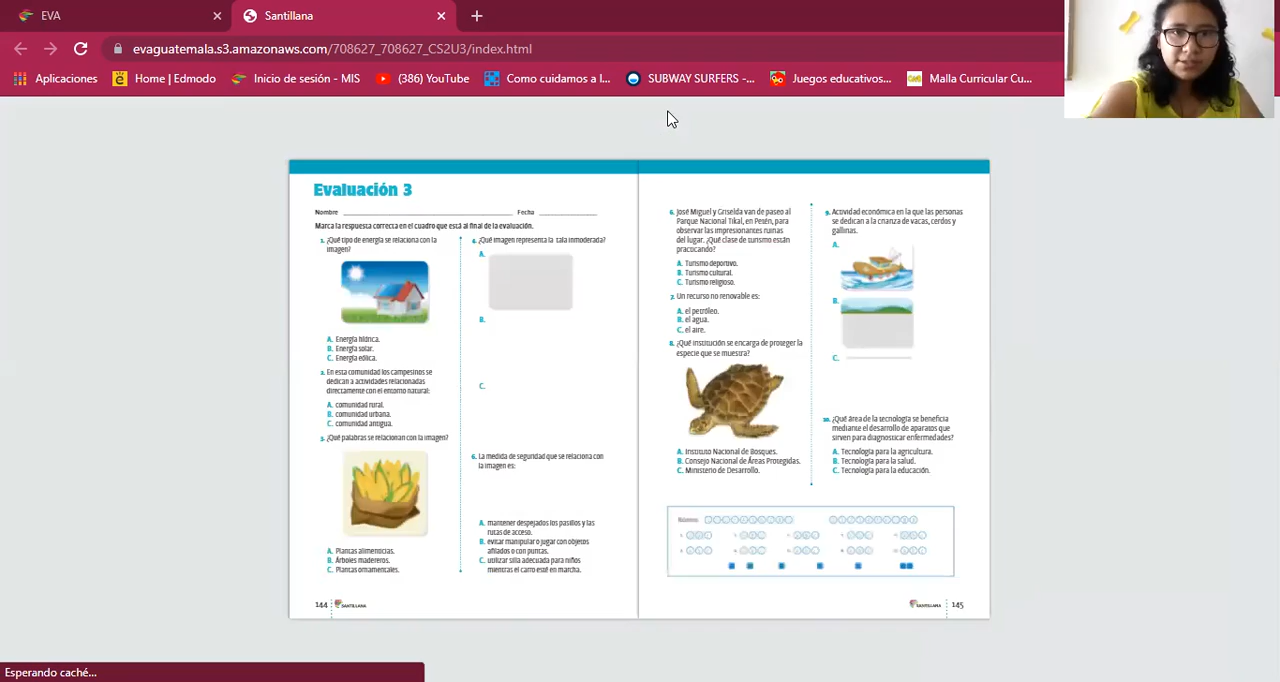 EVA
Santillana
evaguatemala.s3.amazonaws.com/708627_708627_CS2U3/index.html
Aplicaciones
Home | Edmodo
Inicio de sesión - MIS
(386) YouTube
Como cuidamos a l...
SUBWAY SURFERS -...
Juegos educativos...
Malla Curricular Cu...
Evaluación 3
Nombre
Fecha
Marca la respuesta correcta en el cuadro que está al final de la evaluación.
1. ¿Qué tipo de energía se relaciona con la
imagen?
A. Energía hídrica.
B. Energía solar.
C. Energía eólica.
2. En esta comunidad los campesinos se
dedican a actividades relacionadas
directamente con el entorno natural:
A. comunidad rural.
B. comunidad urbana.
C. comunidad antigua.
3. ¿Qué palabras se relacionan con la imagen?
A. Plantas alimenticias.
B. Árboles madereros.
C. Plantas ornamentales.
4. ¿Qué imagen representa la tala inmoderada?
A.
B.
C.
La medida de seguridad que se relaciona con
la imagen es:
A. mantener despejados los pasillos y las
rutas de acceso.
B. evitar manipular o jugar con objetos
afilados o con puntas.
C. utilizar silla adecuada para niños
mientras el carro esté en marcha.
144 SANTILLANA
6. José Miguel y Griselda van de paseo al
Parque Nacional Tikal, en Petén, para
observar las impresionantes ruinas
del lugar. ¿Qué clase de turismo están
practicando?
A. Turismo deportivo.
B. Turismo cultural.
C. Turismo religioso.
7. Un recurso no renovable es:
A. el petróleo.
B. el agua.
C. el aire.
8. ¿Qué institución se encarga de proteger la
especie que se muestra?
A. Instituto Nacional de Bosques.
B. Consejo Nacional de Áreas Protegidas.
C. Ministerio de Desarrollo.
9. Actividad económica en la que las personas
se dedican a la crianza de vacas, cerdos y
gallinas.
A.
B.
C.
10. ¿Qué área de la tecnología se beneficia
mediante el desarrollo de aparatos que
sirven para diagnosticar enfermedades?
A. Tecnología para la agricultura.
B. Tecnología para la salud.
C. Tecnología para la educación.
SANTILLANA 145
Esperando caché...